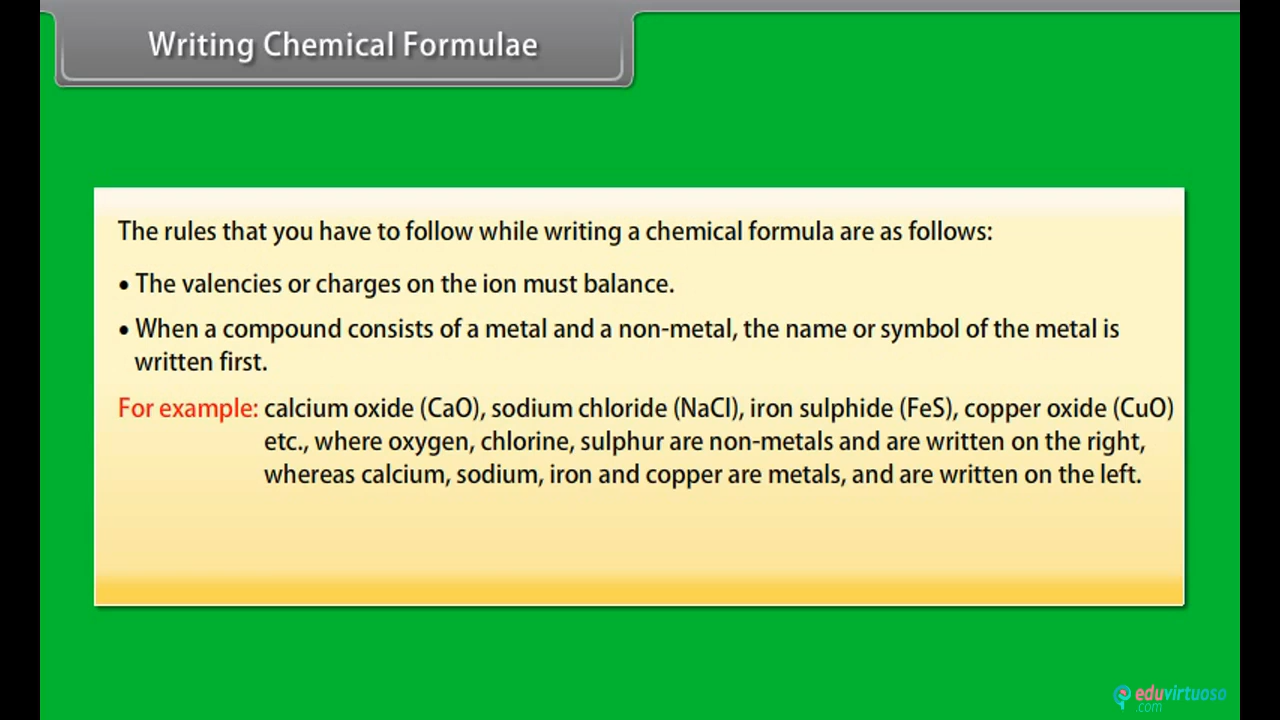 Writing Chemical Formulae
The rules that you have to follow while writing a chemical formula are as follows:
• The valencies or charges on the ion must balance.
• When a compound consists of a metal and a non-metal, the name or symbol of the metal is
written first.
For example: calcium oxide (CaO), sodium chloride (NaCl), iron sulphide (FeS), copper oxide (CuO)
etc., where oxygen, chlorine, sulphur are non-metals and are written on the right,
whereas calcium, sodium, iron and copper are metals, and are written on the left.
eduvirtuoso
.com